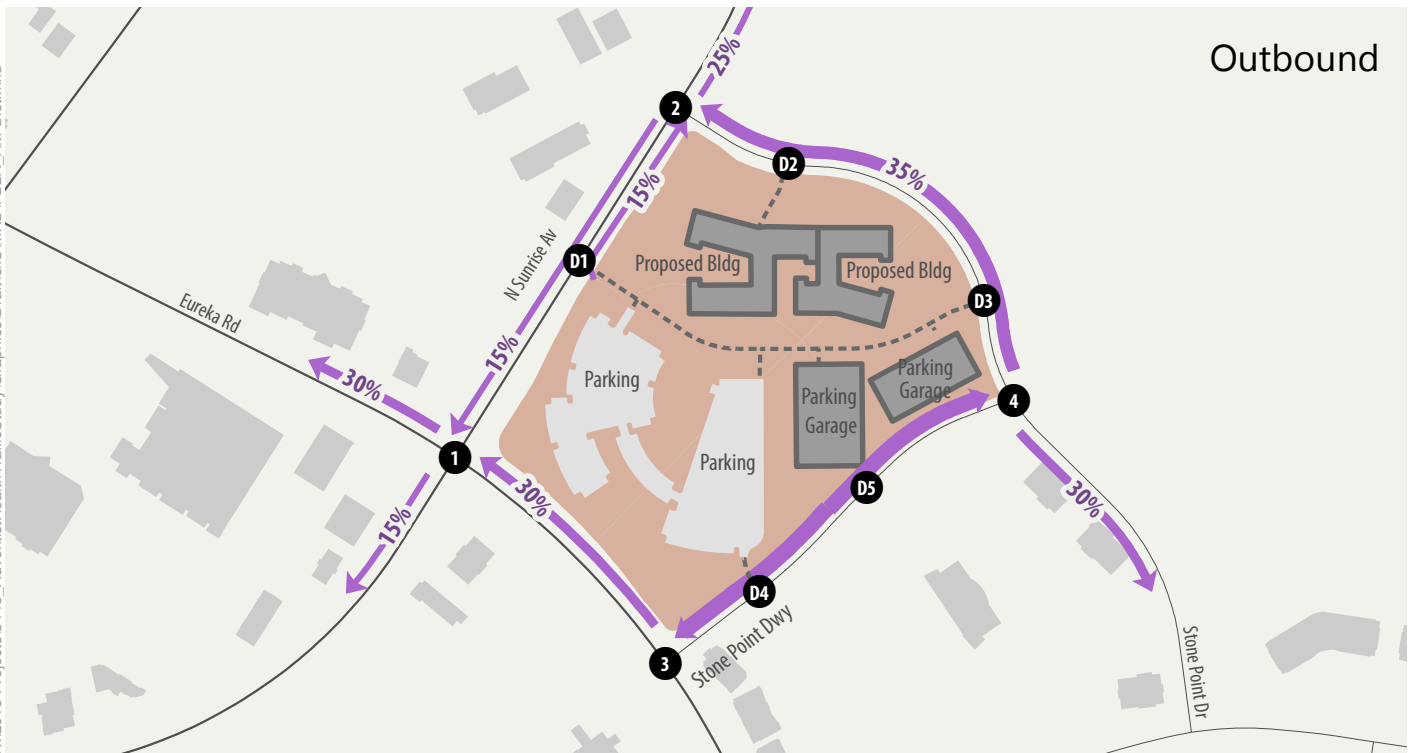 Outbound
25%
2
D2
35%
15%
N Sunrise Av
D1
Proposed Bldg
Proposed Bldg
D3
Eureka Rd
15%
30%
Parking
Parking
Garage
Parking
Garage
4
1
Parking
30%
D5
30%
15%
D4
Stone Point Dwy
3
Stone Point Dr